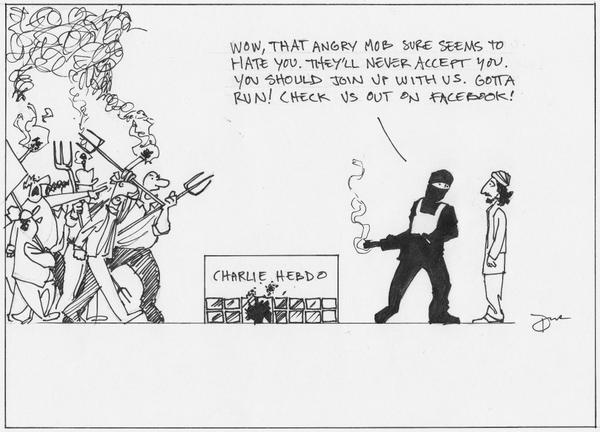 WOW, THAT ANGRY MOB SURE SEEMS TO
HATE YOU. THEY'LL NEVER ACCEPT YOU.
YOU SHOULD JOIN UP WITH US. GOTTA
RUN! CHECK US OUT ON FACEBOOK!
CHARLIE HEBDO